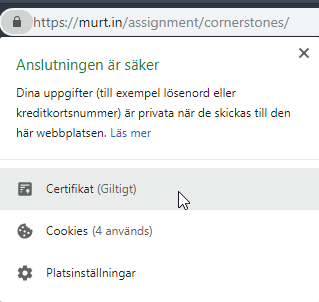 https://murt.in/assignment/cornerstones/
Anslutningen är säker
Dina uppgifter (till exempel lösenord eller
kreditkortsnummer) är privata när de skickas till den
här webbplatsen. Läs mer
Certifikat (Giltigt)
Cookies (4 används)
Platsinställningar